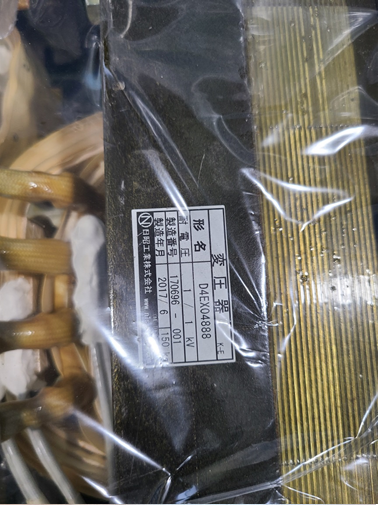 変圧器 K-E
形名 D4EX04888
耐電圧 1 / 1 kV
製造番号 170696 - 001
製造年月 2017 / 6 150
日昭工業株式会社